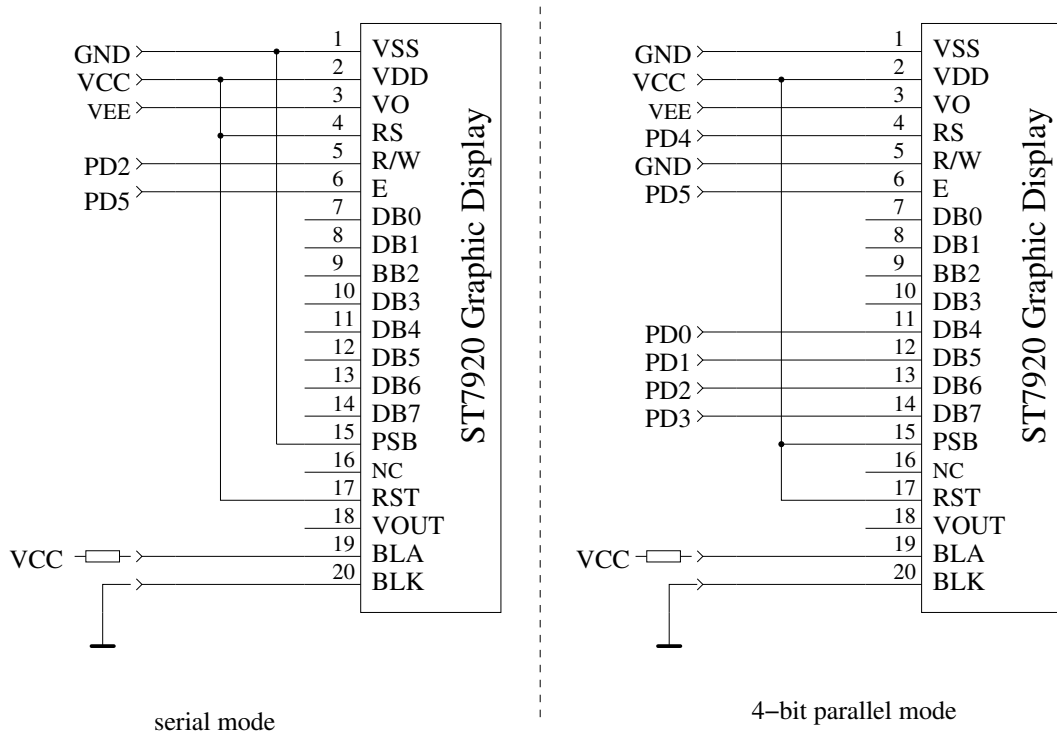 GND 1 VSS
VCC 2 VDD
VEE 3 VO
4 RS
PD2 5 R/W
PD5 6 E
7 DB0
8 DB1
9 BB2
10 DB3
11 DB4
12 DB5
13 DB6
14 DB7
15 PSB
16 NC
17 RST
18 VOUT
VCC 19 BLA
20 BLK
ST7920 Graphic Display
serial mode
GND 1 VSS
VCC 2 VDD
VEE 3 VO
PD4 4 RS
GND 5 R/W
PD5 6 E
7 DB0
8 DB1
9 BB2
10 DB3
PD0 11 DB4
PD1 12 DB5
PD2 13 DB6
PD3 14 DB7
15 PSB
16 NC
17 RST
18 VOUT
VCC 19 BLA
20 BLK
ST7920 Graphic Display
4−bit parallel mode